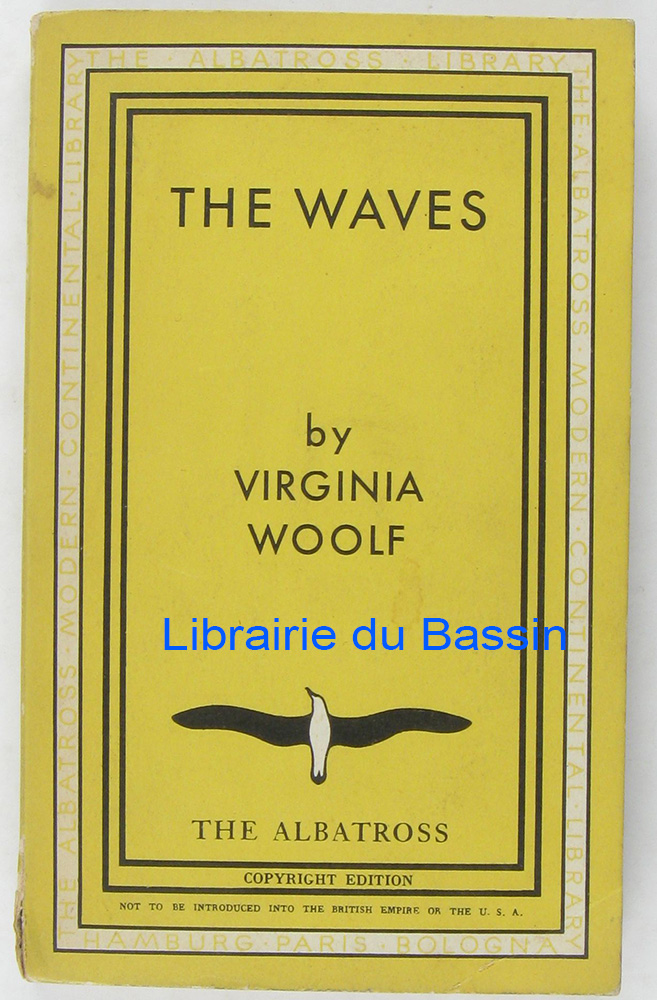 THE · ALBATROSS · LIBRARY
THE · ALBATROSS · MODERN · CONTINENTAL · LIBRARY
THE WAVES
by
VIRGINIA
WOOLF
Librairie du Bassin
THE ALBATROSS
COPYRIGHT EDITION
NOT TO BE INTRODUCED INTO THE BRITISH EMPIRE OR THE U. S. A.
THE ALBATROSS · MODERN · CONTINENTAL · LIBRARY
HAMBURG · PARIS · BOLOGNA